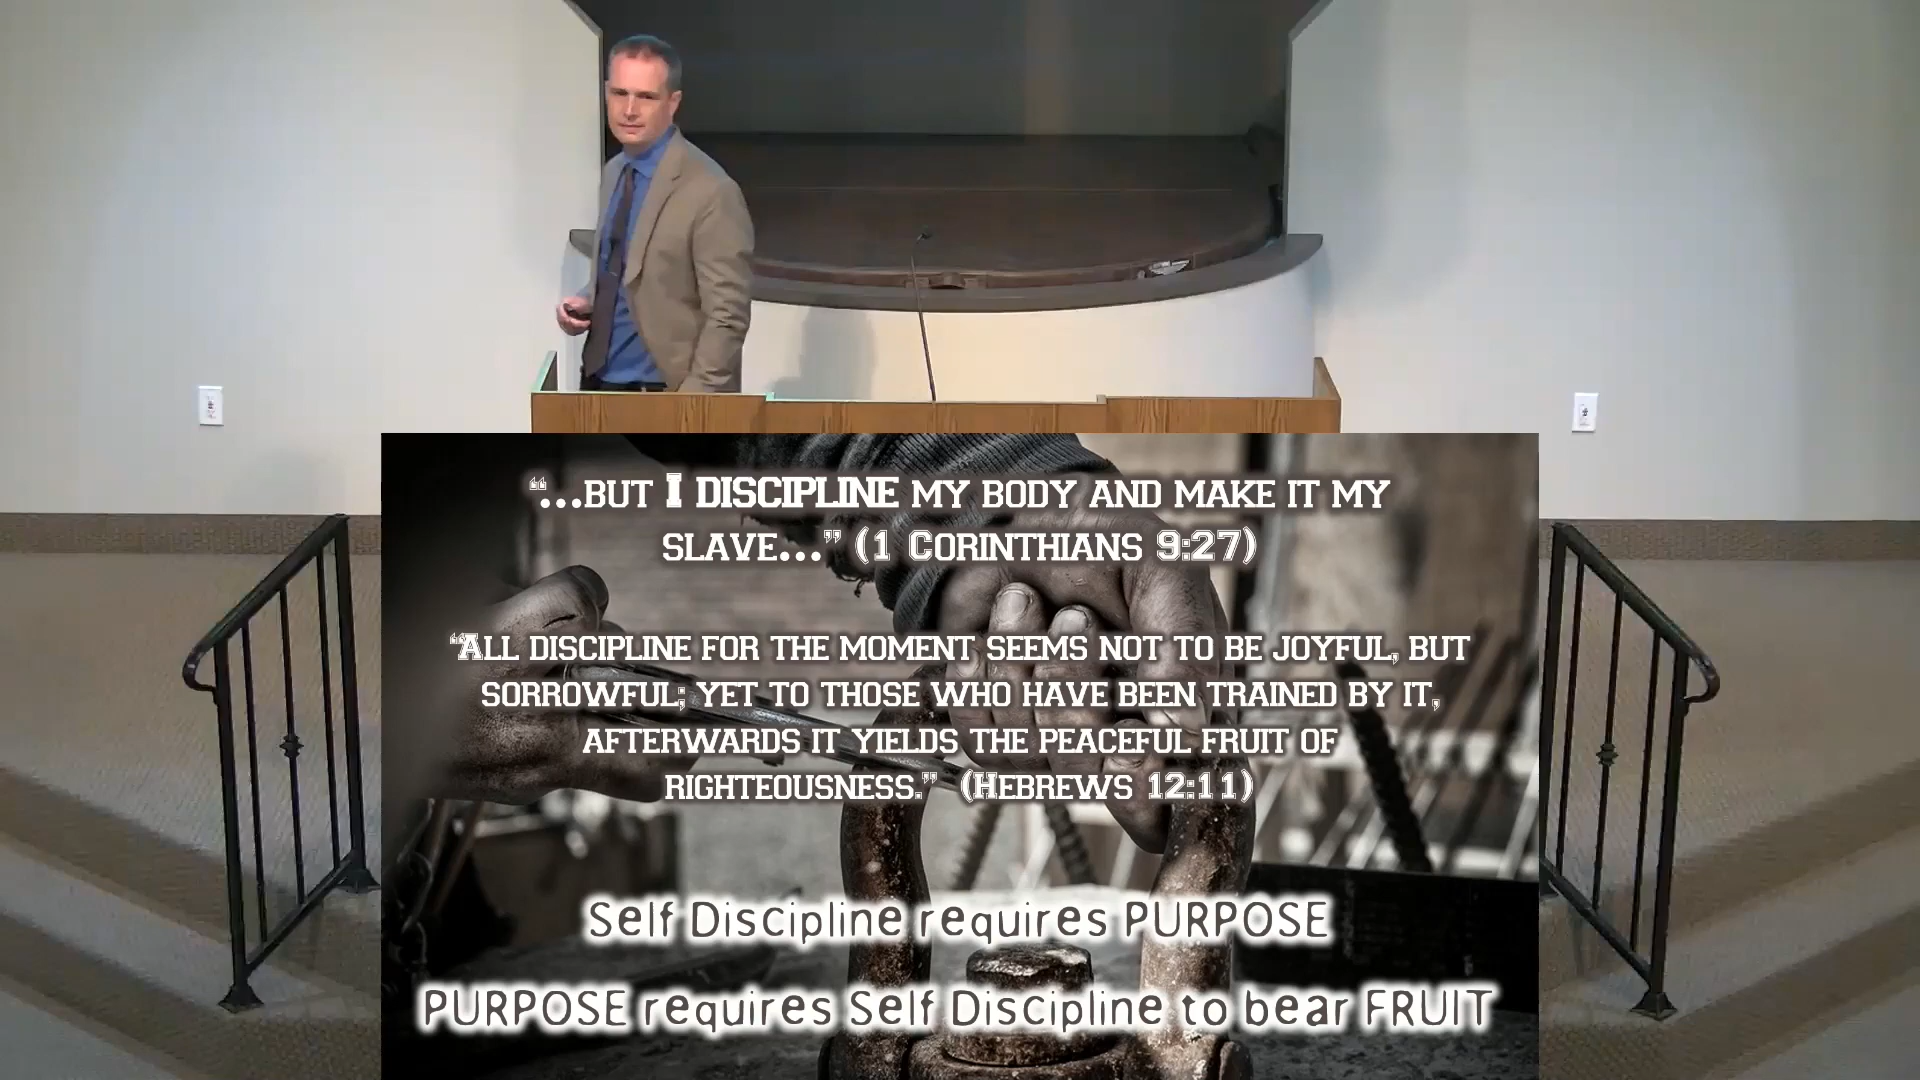 “...but I discipline my body and make it my
slave...” (1 Corinthians 9:27)
“All discipline for the moment seems not to be joyful, but
sorrowful; yet to those who have been trained by it,
afterwards it yields the peaceful fruit of
righteousness.” (Hebrews 12:11)
Self Discipline requires PURPOSE
PURPOSE requires Self Discipline to bear FRUIT